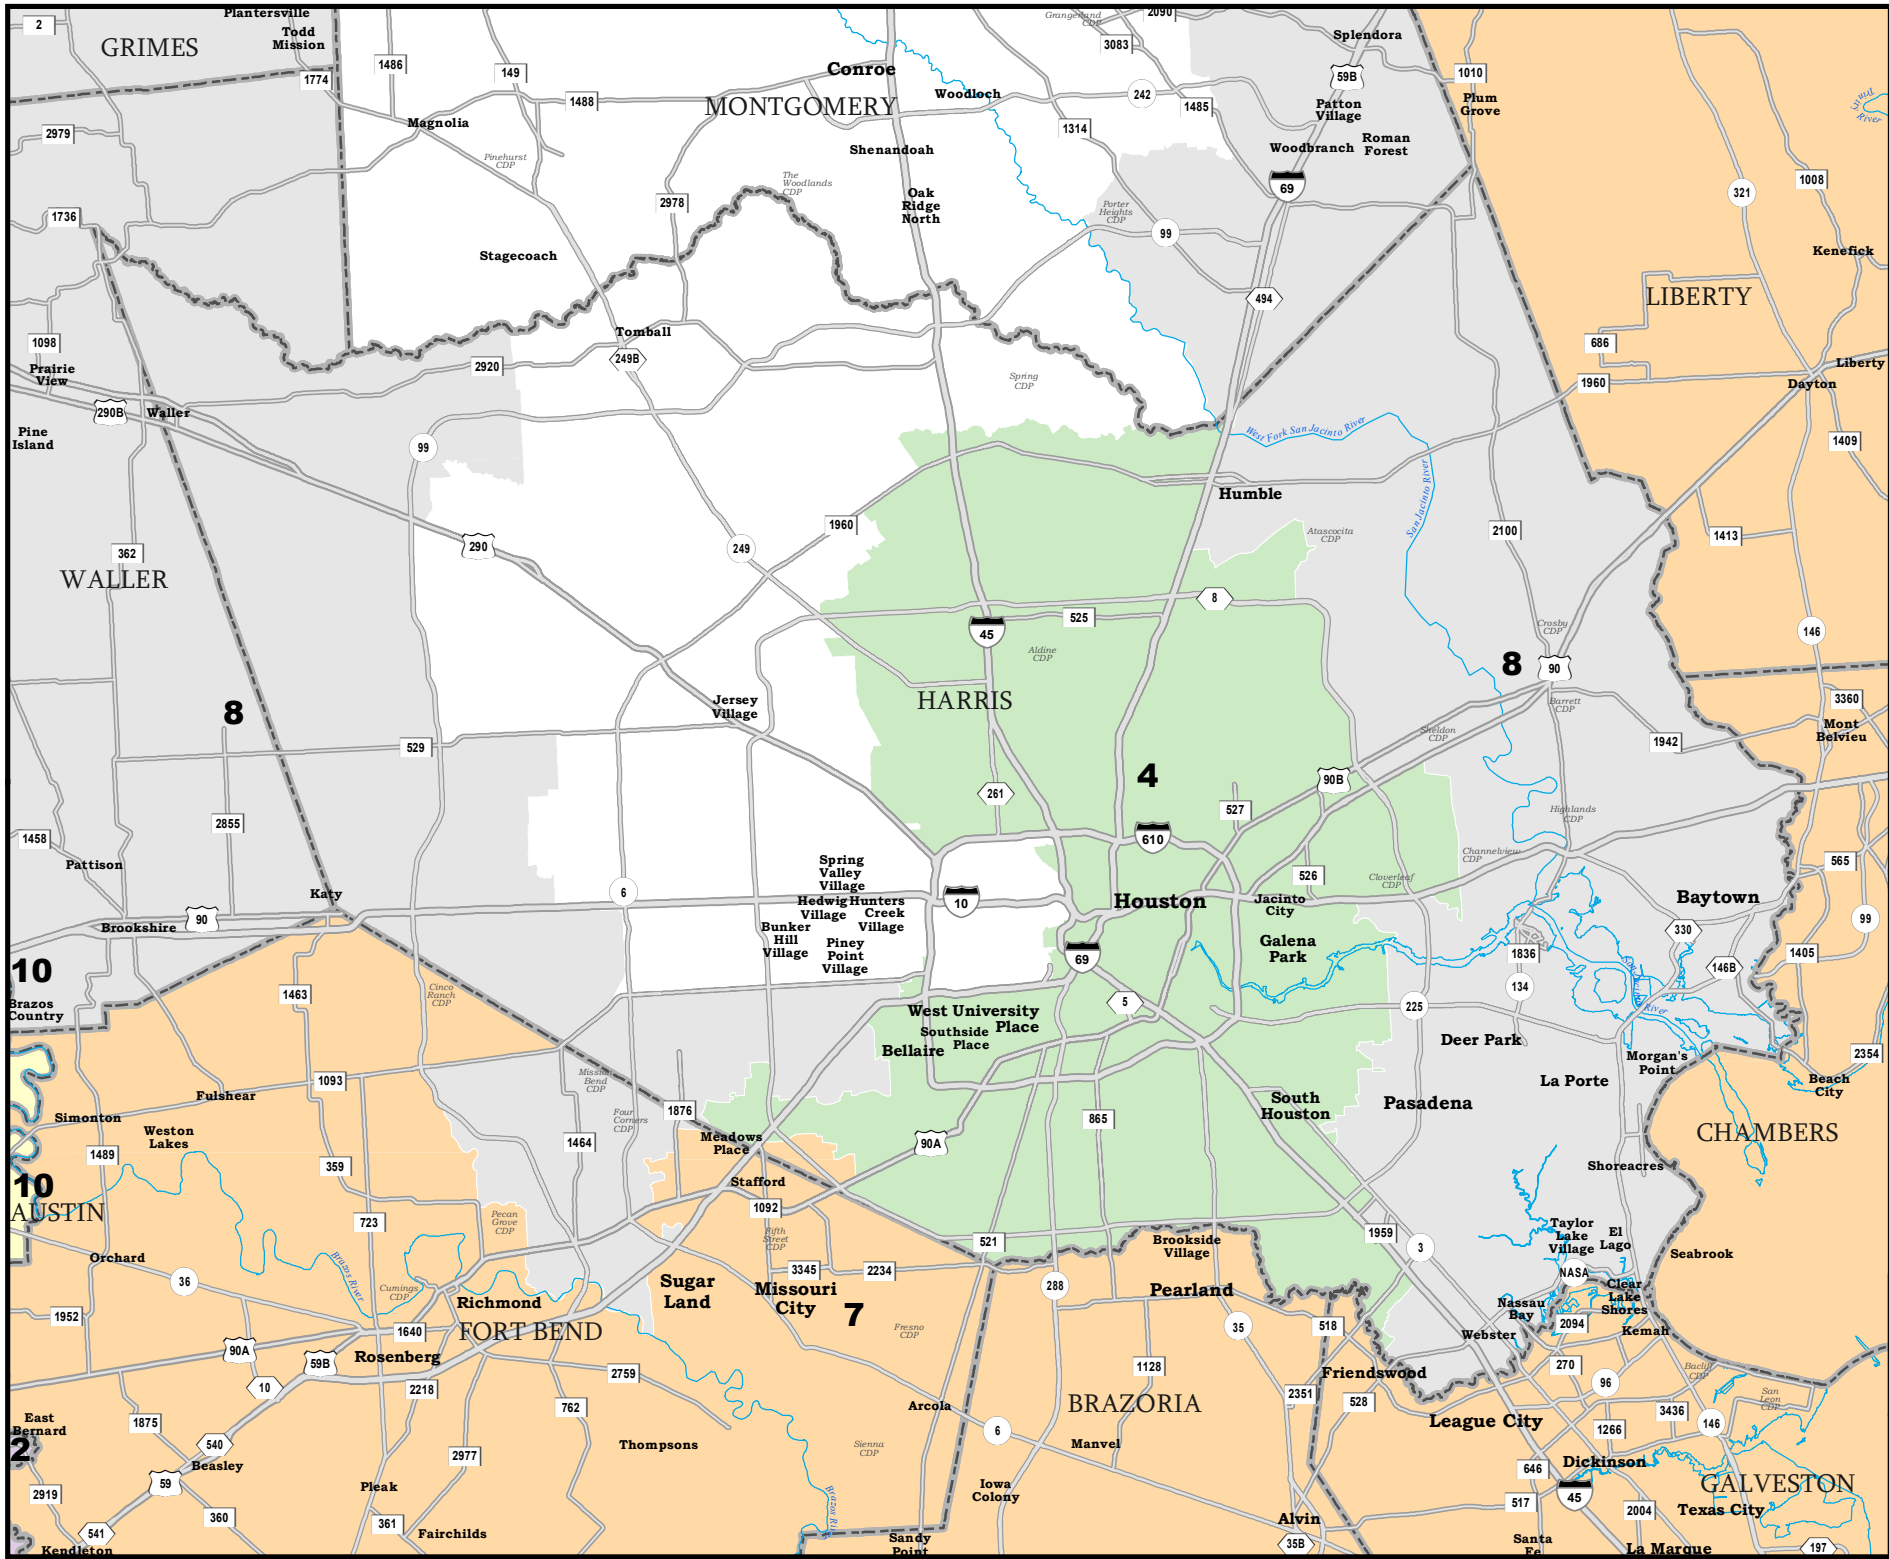 Plantersville
2
Todd
Mission
GRIMES
1774
1486
149
1488
Conroe
MONTGOMERY
Woodloch
Grangerland
CDP
2090
3083
242
1485
1314
Splendora
59B
Patton
Village
1010
Plum
Grove
Trinity
River
2979
Magnolia
Pinehurst
CDP
Shenandoah
Woodbranch
Roman
Forest
69
The
Woodlands
CDP
Oak
Ridge
North
2978
Porter
Heights
CDP
99
321
1008
1736
Stagecoach
494
Kenefick
LIBERTY
1098
Prairie
View
Tomball
249B
2920
Spring
CDP
686
1960
Liberty
Dayton
290B
Waller
Pine
Island
99
West Fork San Jacinto River
1409
Humble
San Jacinto River
1960
249
290
Atascocita
CDP
2100
1413
362
WALLER
8
525
45
Aldine
CDP
Crosby
CDP
146
8
90
HARRIS
Jersey
Village
Barrett
CDP
3360
Mont
Belvieu
8
529
Sheldon
CDP
1942
4
90B
261
527
Highlands
CDP
2855
1458
610
Pattison
Spring
Valley
Village
Channelview
CDP
565
526
Cloverleaf
CDP
Katy
6
Hedwig
Village
Hunters
Creek
Village
10
Houston
Jacinto
City
Baytown
90
Brookshire
Bunker
Hill
Village
Piney
Point
Village
Galena
Park
330
99
69
1836
1405
146B
10
Brazos
Country
1463
Cinco
Ranch
CDP
5
134
225
San Jacinto
River
West University
Place
Southside
Place
Bellaire
Deer Park
Morgan's
Point
2354
Mission
Bend
CDP
1093
Fulshear
La Porte
Beach
City
Simonton
Weston
Lakes
Four
Corners
CDP
1876
865
South
Houston
Pasadena
CHAMBERS
1464
Meadows
Place
90A
1489
359
Shoreacres
10
AUSTIN
Stafford
1092
723
Pecan
Grove
CDP
Fifth
Street
CDP
521
Brookside
Village
1959
3
Taylor
Lake
Village
El
Lago
Seabrook
Orchard
36
Brazos River
Cumings
CDP
Sugar
Land
3345
2234
Missouri
City
7
288
Pearland
NASA
Clear
Lake
Shores
Nassau
Bay
1952
Richmond
1640
FORT BEND
Fresno
CDP
35
518
Webster
2094
Kemah
90A
59B
Rosenberg
10
2218
2759
1128
Friendswood
270
Bacliff
CDP
96
San
Leon
CDP
BRAZORIA
2351
528
East
Bernard
2
1875
762
Arcola
League City
3436
146
1266
6
540
2977
Thompsons
Sienna
CDP
Manvel
Beasley
59
Dickinson
646
45
GALVESTON
2919
Pleak
Iowa
Colony
517
2004
Texas City
360
361
Brazos Ri
541
Fairchilds
Alvin
Kendleton
Sandy
Point
35B
Santa
Fe
La Marque
197